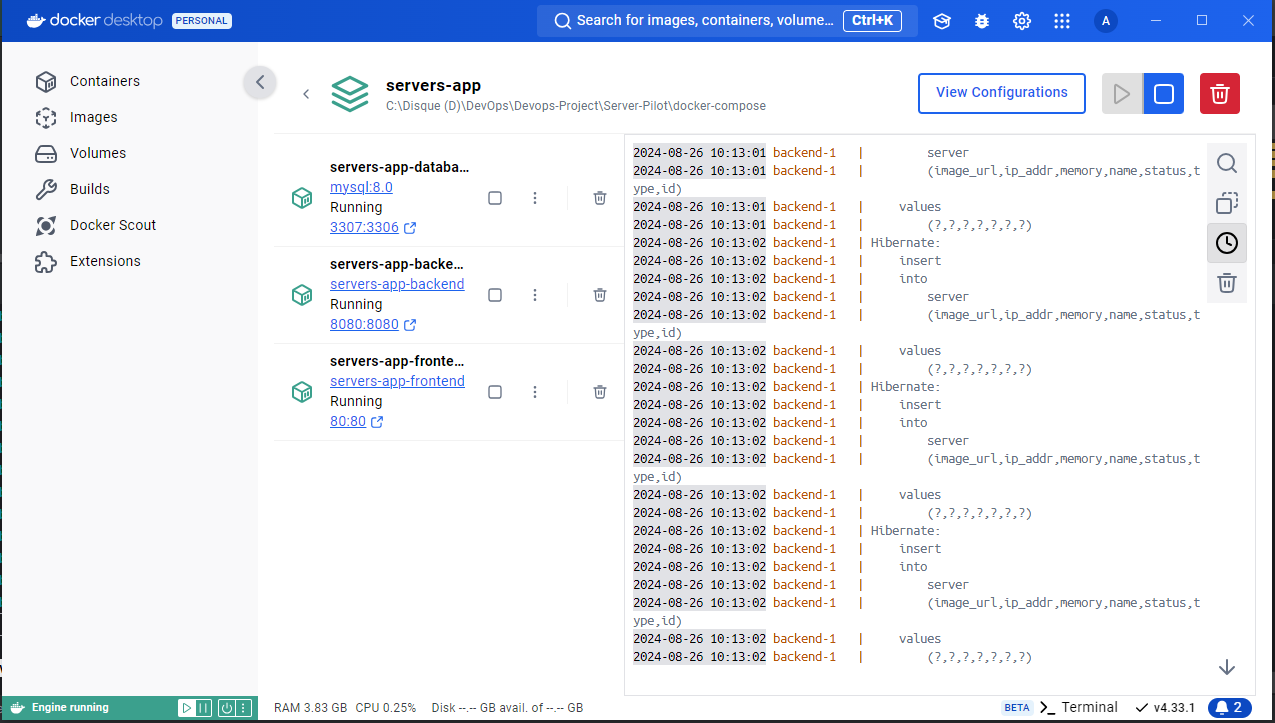 docker desktop PERSONAL
Search for images, containers, volume... Ctrl+K
A
Containers
Images
Volumes
Builds
Docker Scout
Extensions
servers-app
C:\Disque (D)\DevOps\Devops-Project\Server-Pilot\docker-compose
View Configurations
servers-app-databa...
mysql:8.0
Running
3307:3306
servers-app-backe...
servers-app-backend
Running
8080:8080
servers-app-fronte...
servers-app-frontend
Running
80:80
2024-08-26 10:13:01 backend-1 | server
2024-08-26 10:13:01 backend-1 | (image_url,ip_addr,memory,name,status,t
ype,id)
2024-08-26 10:13:01 backend-1 | values
2024-08-26 10:13:01 backend-1 | (?,?,?,?,?,?,?)
2024-08-26 10:13:02 backend-1 | Hibernate:
2024-08-26 10:13:02 backend-1 | insert
2024-08-26 10:13:02 backend-1 | into
2024-08-26 10:13:02 backend-1 | server
2024-08-26 10:13:02 backend-1 | (image_url,ip_addr,memory,name,status,t
ype,id)
2024-08-26 10:13:02 backend-1 | values
2024-08-26 10:13:02 backend-1 | (?,?,?,?,?,?,?)
2024-08-26 10:13:02 backend-1 | Hibernate:
2024-08-26 10:13:02 backend-1 | insert
2024-08-26 10:13:02 backend-1 | into
2024-08-26 10:13:02 backend-1 | server
2024-08-26 10:13:02 backend-1 | (image_url,ip_addr,memory,name,status,t
ype,id)
2024-08-26 10:13:02 backend-1 | values
2024-08-26 10:13:02 backend-1 | (?,?,?,?,?,?,?)
2024-08-26 10:13:02 backend-1 | Hibernate:
2024-08-26 10:13:02 backend-1 | insert
2024-08-26 10:13:02 backend-1 | into
2024-08-26 10:13:02 backend-1 | server
2024-08-26 10:13:02 backend-1 | (image_url,ip_addr,memory,name,status,t
ype,id)
2024-08-26 10:13:02 backend-1 | values
2024-08-26 10:13:02 backend-1 | (?,?,?,?,?,?,?)
Engine running
RAM 3.83 GB CPU 0.25% Disk --.-- GB avail. of --.-- GB
BETA >_ Terminal
v4.33.1
2